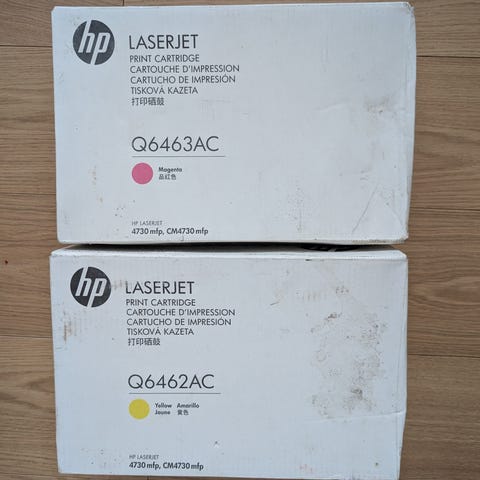 hp
LASERJET
PRINT CARTRIDGE
CARTOUCHE D'IMPRESSION
CARTUCHO DE IMPRESIÓN
TISKOVÁ KAZETA
打印硒鼓
Q6463AC
Magenta
品红色
HP LASERJET
4730 mfp, CM4730 mfp
hp
LASERJET
PRINT CARTRIDGE
CARTOUCHE D'IMPRESSION
CARTUCHO DE IMPRESIÓN
TISKOVÁ KAZETA
打印硒鼓
Q6462AC
Yellow Amarillo
Jaune 黄色
HP LASERJET
4730 mfp, CM4730 mfp